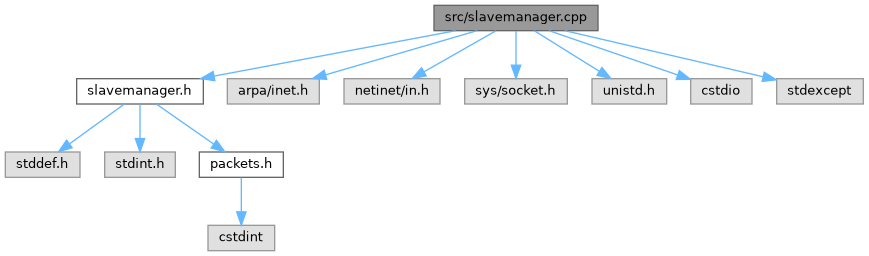 src/slavemanager.cpp
slavemanager.h
arpa/inet.h
netinet/in.h
sys/socket.h
unistd.h
cstdio
stdexcept
stddef.h
stdint.h
packets.h
cstdint